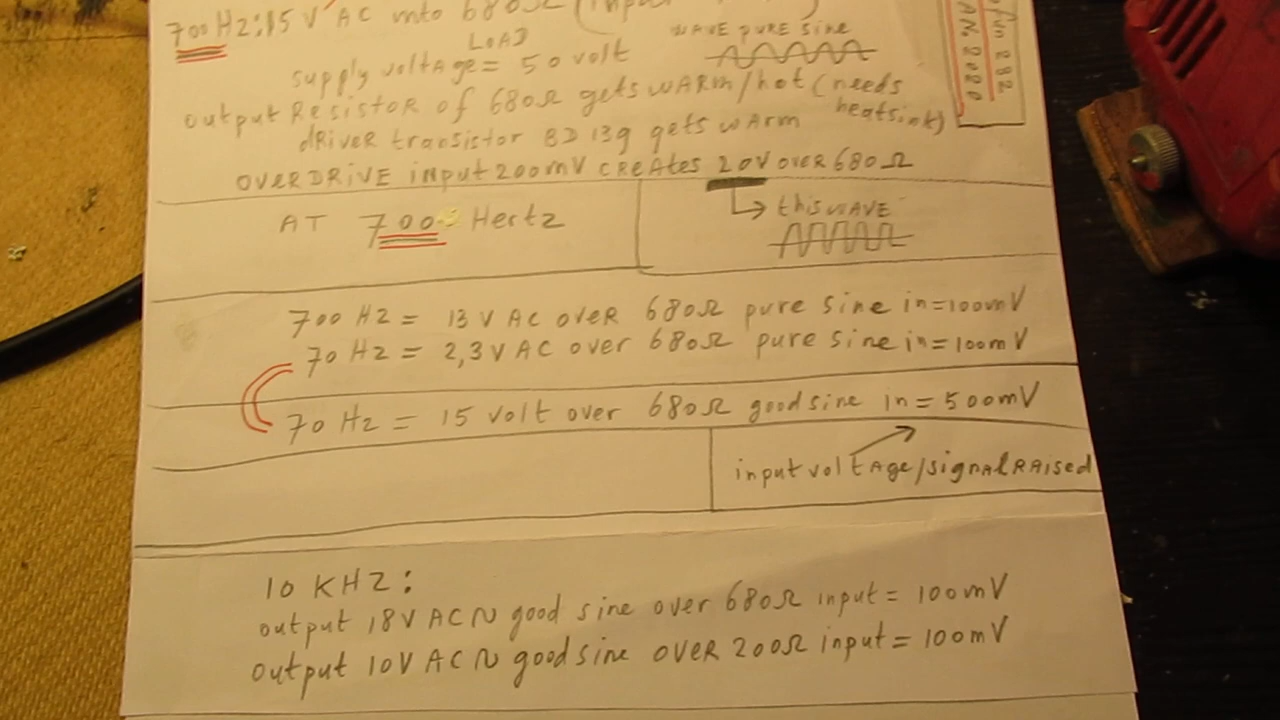 700 Hz: 15 V AC into 680Ω (input
LOAD
WAVE pure sine
supply voltAge = 50 volt
output Resistor of 680Ω gets wARM/hot (needs
heatsink)
dRiveR transistor BD 139 gets wArm
OVERDRIVE input 200mV CReAtes 20V over 680Ω
AT 700 Hertz
this WAVE
700 HZ = 13 V AC oveR 680Ω pure sine in=100mV
70 HZ = 2,3 V AC over 680Ω pure sine in=100mV
70 HZ = 15 volt over 680Ω good sine in = 500mV
input voltAge/signAl RAised
10 KHZ:
output 18V AC ~ good sine over 680Ω input = 100mV
output 10V AC ~ good sine oveR 200Ω input = 100mV